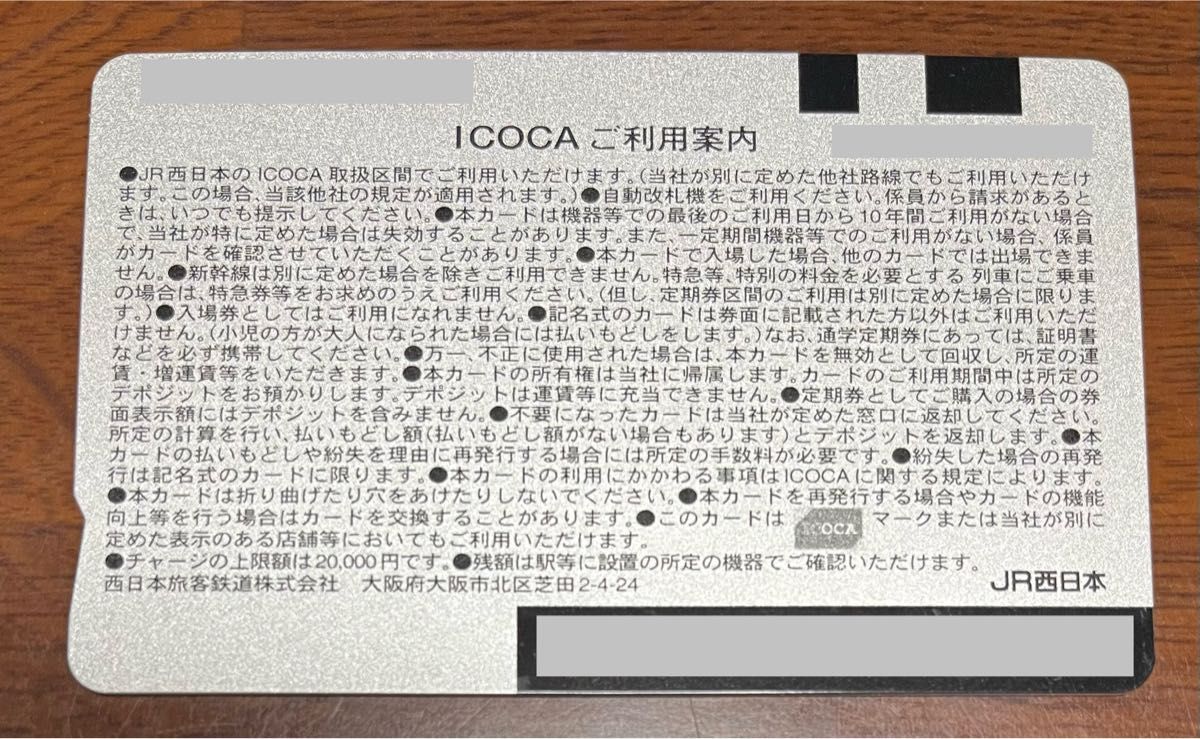 ICOCA ご利用案内
●JR西日本のICOCA取扱区間でご利用いただけます。(当社が別に定めた他社路線でもご利用いただけ
ます。この場合、当該他社の規定が適用されます。)●自動改札機をご利用ください。係員から請求があると
きは、いつでも提示してください。●本カードは機器等での最後のご利用日から10年間ご利用がない場合
で、当社が特に定めた場合は失効することがあります。また、一定期間機器等でのご利用がない場合、係員
がカードを確認させていただくことがあります。●本カードで入場した場合、他のカードでは出場できま
せん。●新幹線は別に定めた場合を除きご利用できません。特急等、特別の料金を必要とする列車にご乗車
の場合は、特急券等をお求めのうえご利用ください。(但し、定期券区間のご利用は別に定めた場合に限りま
す。)●入場券としてはご利用になれません。●記名式のカードは券面に記載された方以外はご利用いただ
けません。(小児の方が大人になられた場合には払いもどしをします。)なお、通学定期券にあっては、証明書
などを必ず携帯してください。●万一、不正に使用された場合は、本カードを無効として回収し、所定の運
賃・増運賃等をいただきます。●本カードの所有権は当社に帰属します。カードのご利用期間中は所定の
デポジットをお預かりします。デポジットは運賃等に充当できません。●定期券としてご購入の場合の券
面表示額にはデポジットを含みません。●不要になったカードは当社が定めた窓口に返却してください。
所定の計算を行い、払いもどし額(払いもどし額がない場合もあります)とデポジットを返却します。●本
カードの払いもどしや紛失を理由に再発行する場合には所定の手数料が必要です。●紛失した場合の再発
行は記名式のカードに限ります。●本カードの利用にかかわる事項はICOCAに関する規定によります。
●本カードは折り曲げたり穴をあけたりしないでください。●本カードを再発行する場合やカードの機能
向上等を行う場合はカードを交換することがあります。●このカードは ICOCA マークまたは当社が別に
定めた表示のある店舗等においてもご利用いただけます。
●チャージの上限額は20,000円です。●残額は駅等に設置の所定の機器でご確認いただけます。
西日本旅客鉄道株式会社 大阪府大阪市北区芝田2-4-24
JR西日本